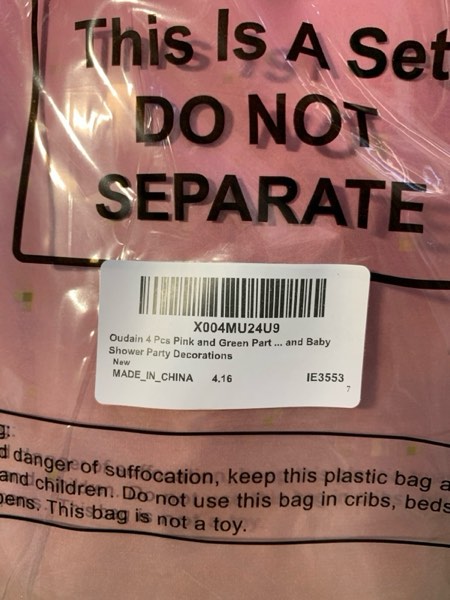 This Is A Set
DO NOT
SEPARATE
X004MU24U9
Oudain 4 Pcs Pink and Green Part ... and Baby
Shower Party Decorations
New
MADE_IN_CHINA 4.16 IE3553
7
g:
d danger of suffocation, keep this plastic bag a
and children. Do not use this bag in cribs, beds
pens. This bag is not a toy.